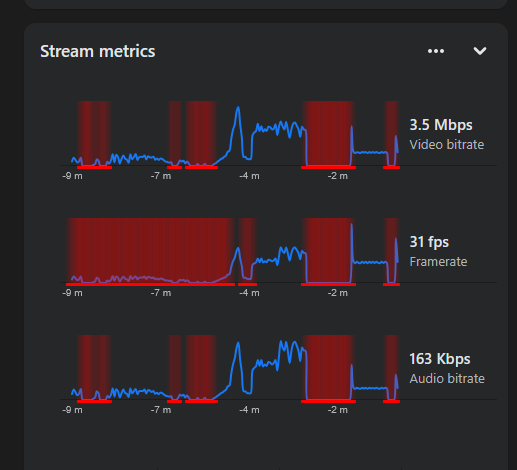 Stream metrics
3.5 Mbps
Video bitrate
-9 m -7 m -4 m -2 m
31 fps
Framerate
-9 m -7 m -4 m -2 m
163 Kbps
Audio bitrate
-9 m -7 m -4 m -2 m